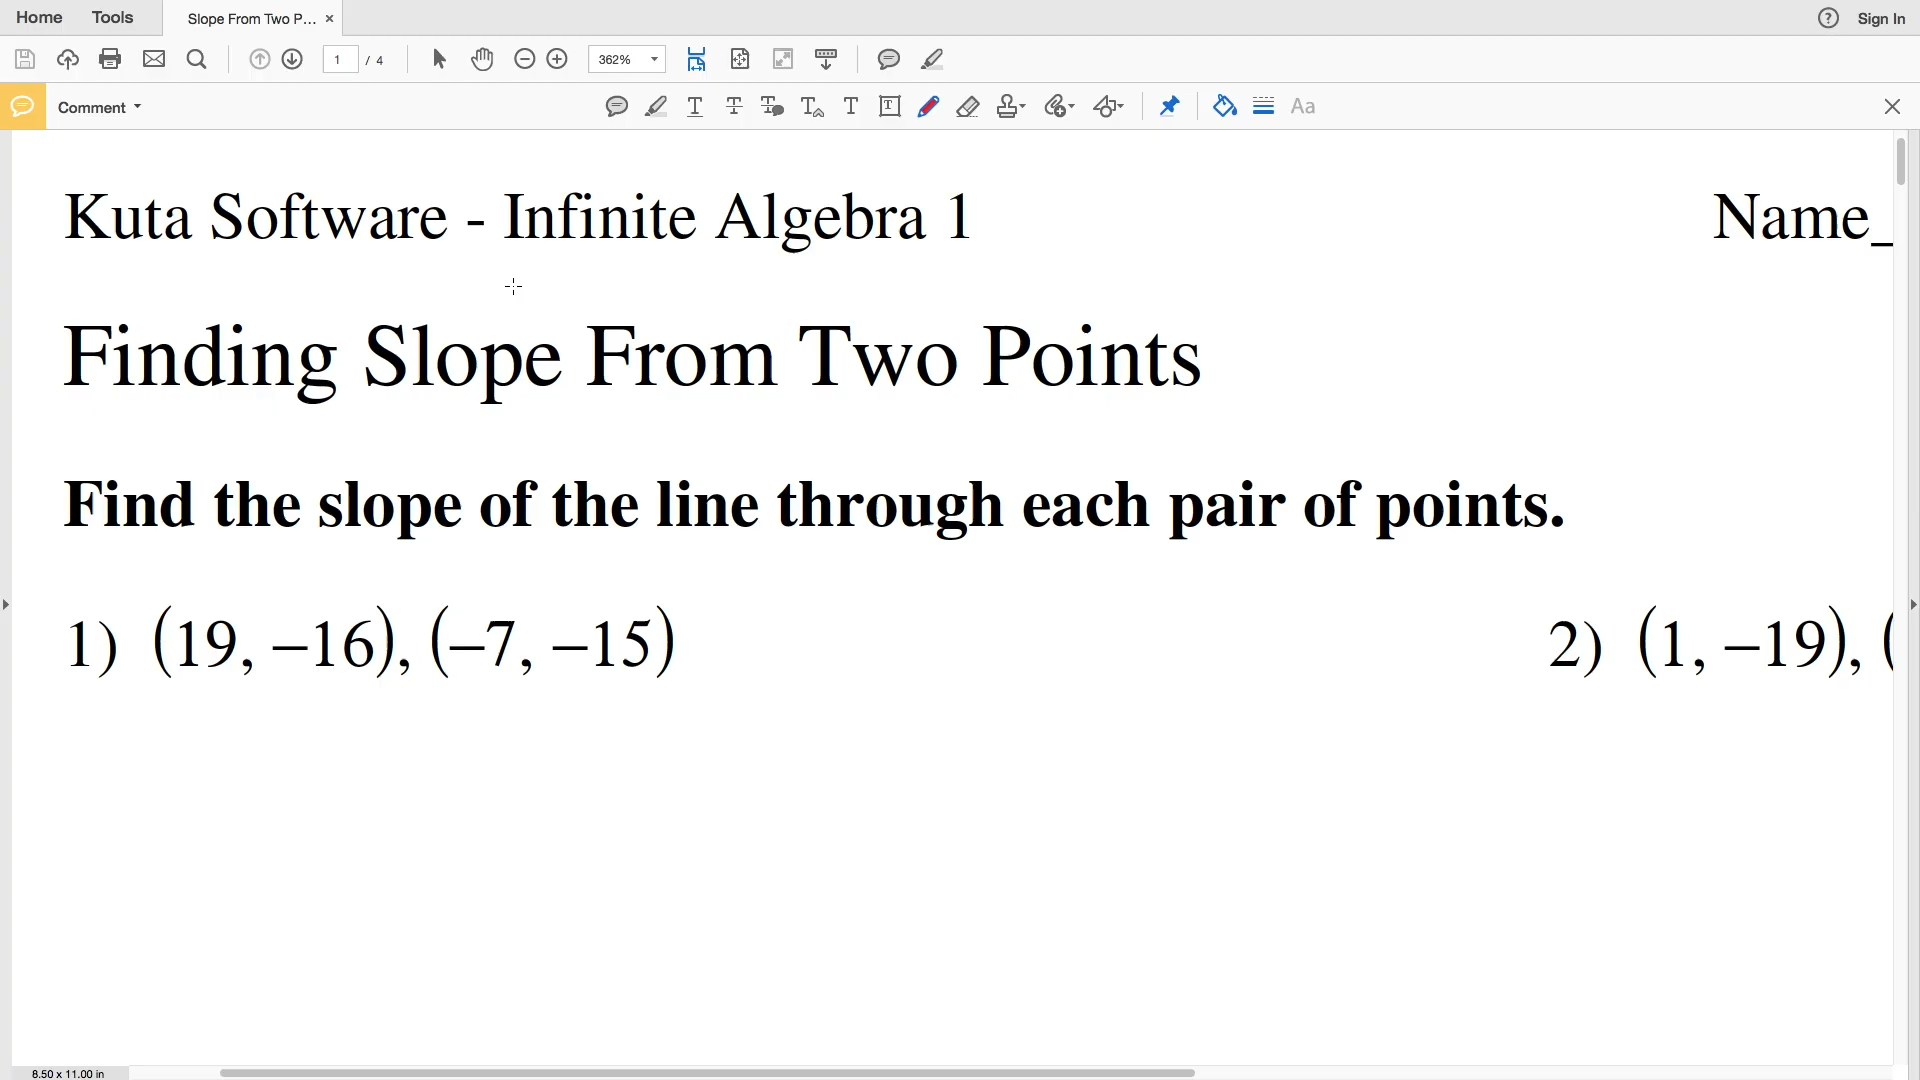 Home Tools Slope From Two P... × ? Sign In
1 / 4 362%
Comment Aa
Kuta Software - Infinite Algebra 1 Name_
Finding Slope From Two Points
Find the slope of the line through each pair of points.
1) (19, −16), (−7, −15) 2) (1, −19), (
8.50 x 11.00 in